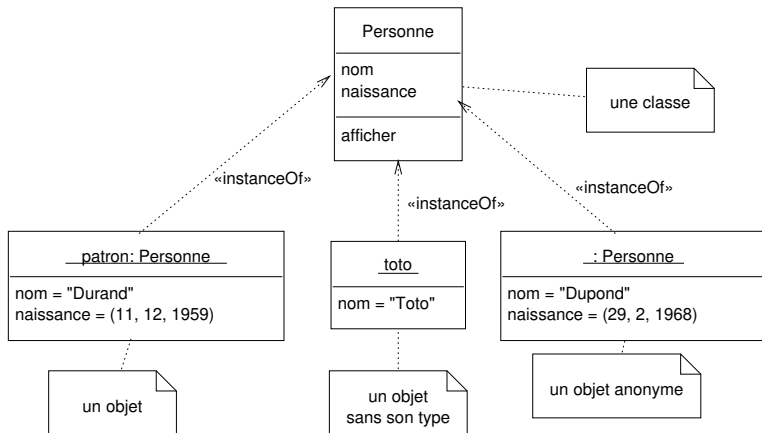 Personne
nom
naissance
afficher
une classe
«instanceOf»
«instanceOf»
«instanceOf»
patron: Personne
nom = "Durand"
naissance = (11, 12, 1959)
toto
nom = "Toto"
: Personne
nom = "Dupond"
naissance = (29, 2, 1968)
un objet
un objet
sans son type
un objet anonyme